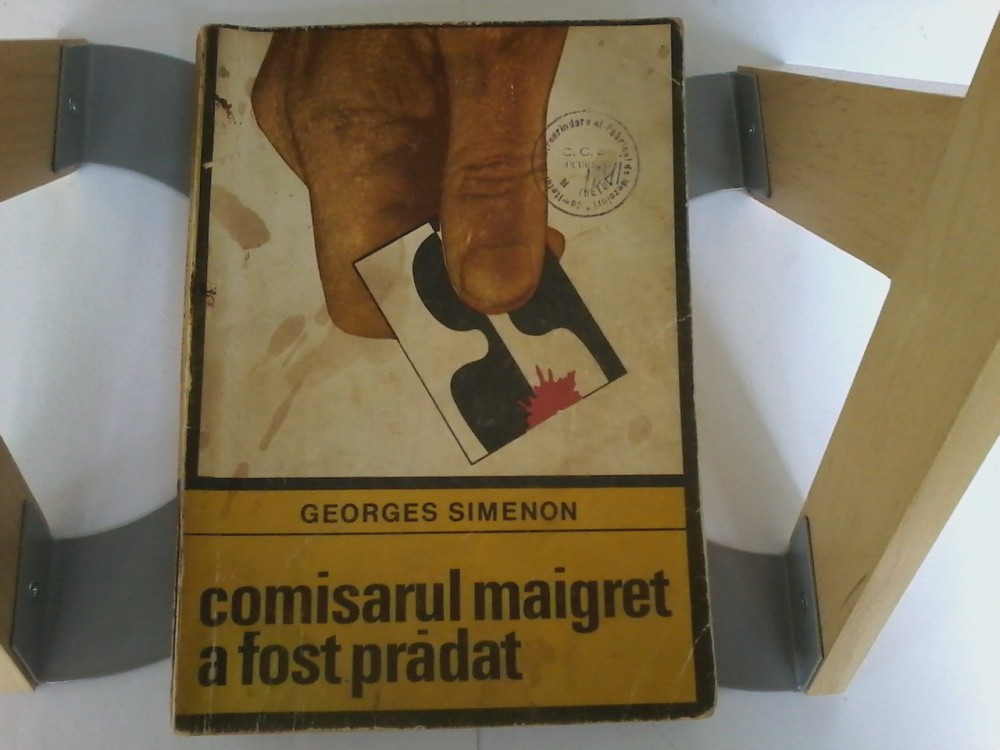 GEORGES SIMENON
comisarul maigret
a fost prădat